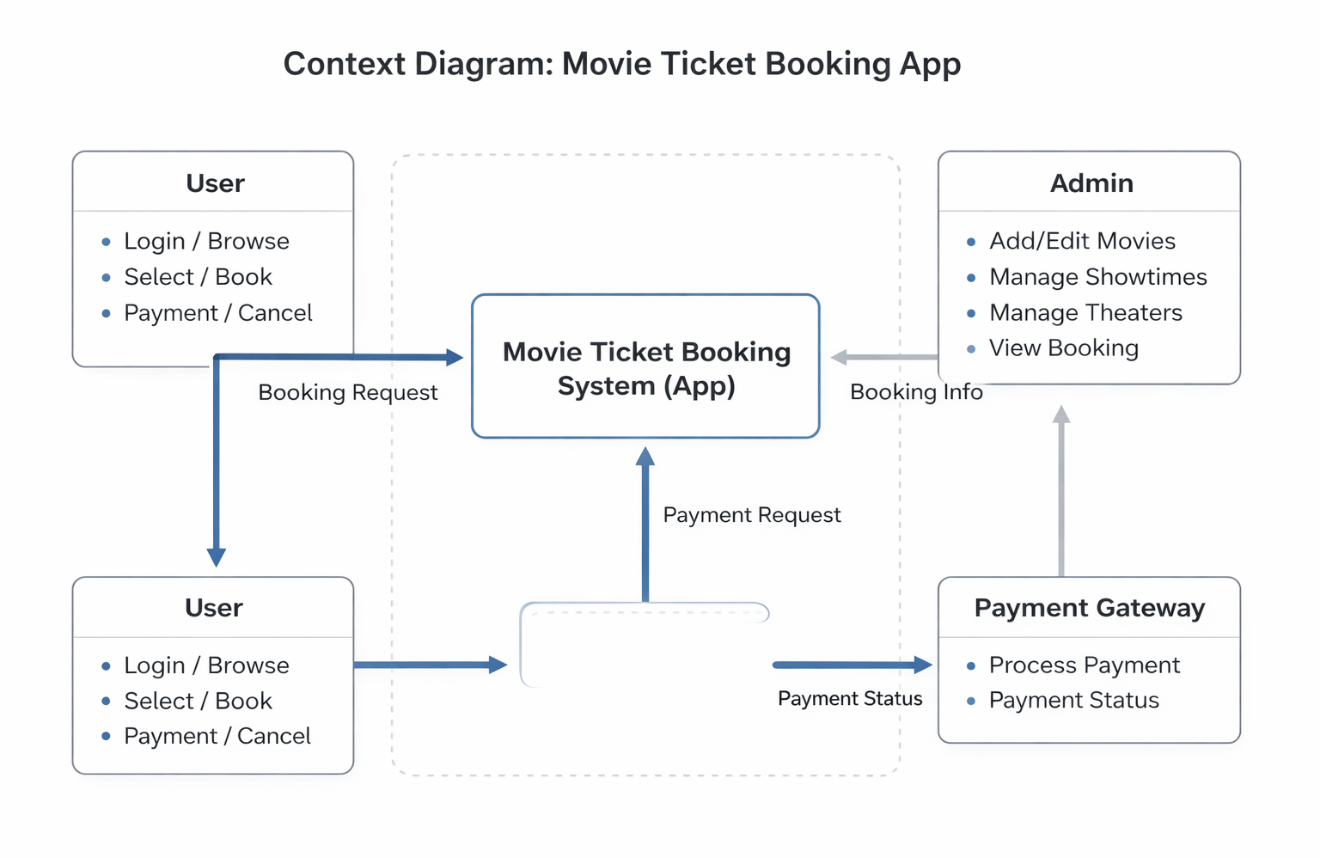 Context Diagram: Movie Ticket Booking App
User
Login / Browse
Select / Book
Payment / Cancel
Admin
Add/Edit Movies
Manage Showtimes
Manage Theaters
View Booking
Movie Ticket Booking
System (App)
Booking Request
Booking Info
Payment Request
User
Login / Browse
Select / Book
Payment / Cancel
Payment Status
Payment Gateway
Process Payment
Payment Status